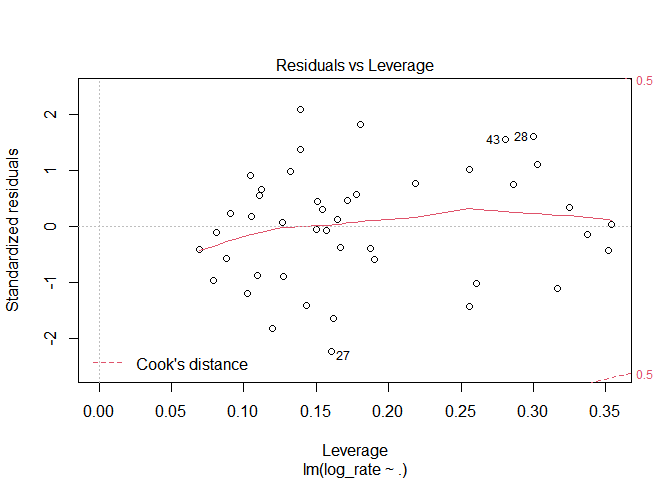 Residuals vs Leverage
0.5
2
43
28
1
0
-1
-2
27
0.5
Standardized residuals
Cook's distance
0.00 0.05 0.10 0.15 0.20 0.25 0.30 0.35
Leverage
lm(log_rate ~ .)